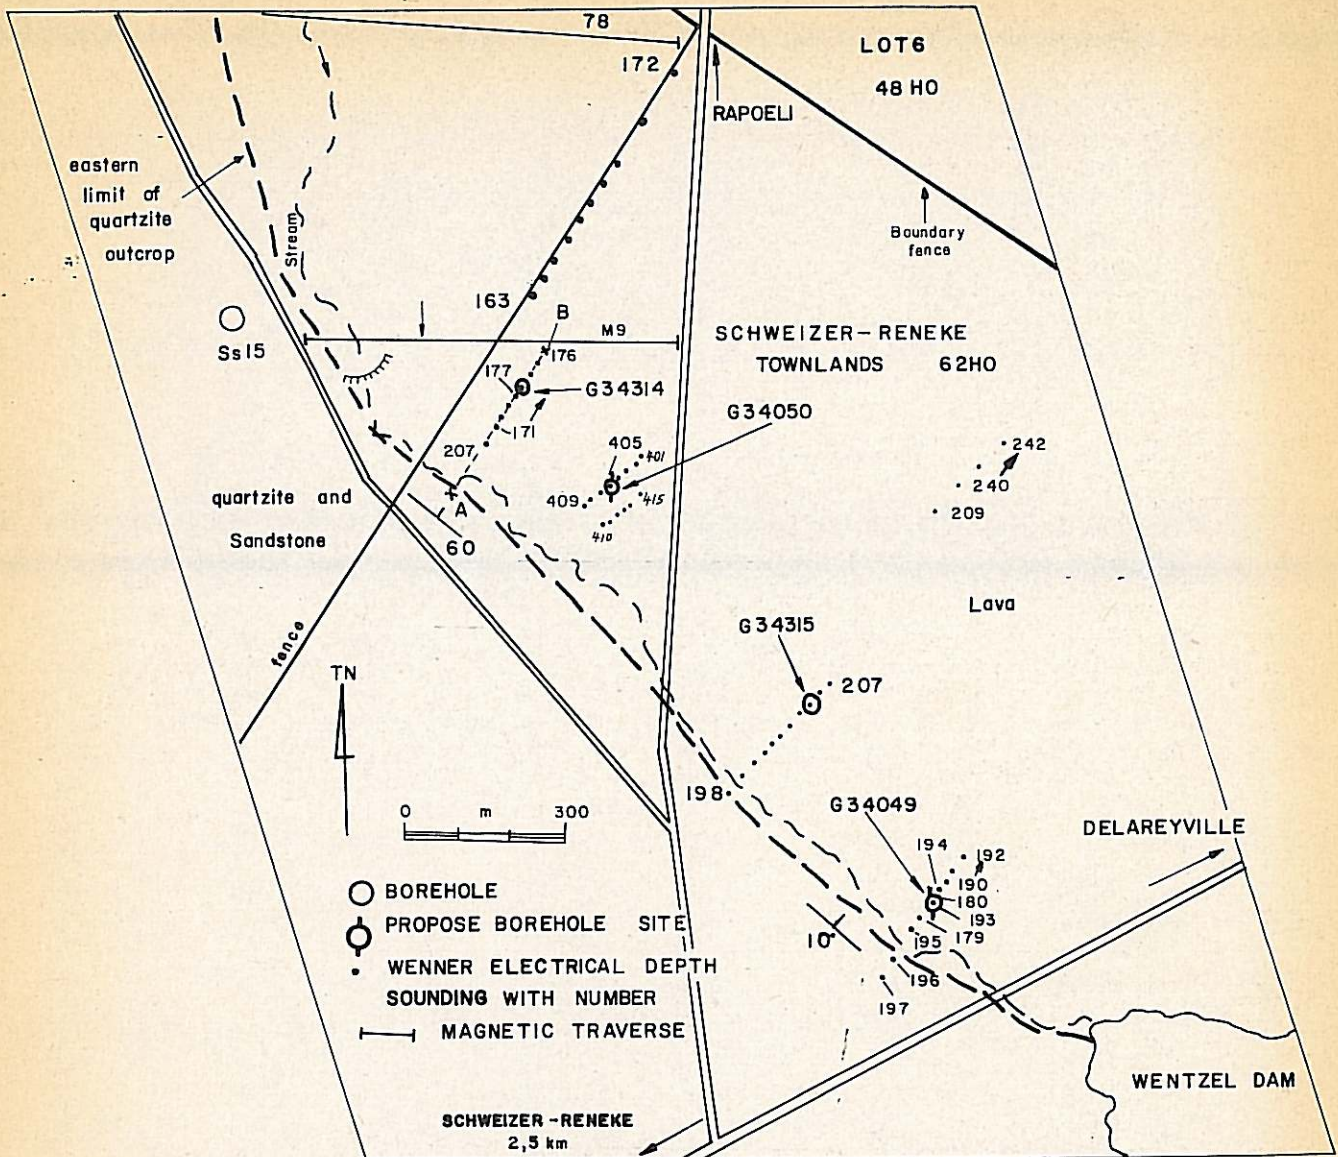 78
LOT6
48 HO
172
RAPOELI
eastern
limit of
quartzite
outcrop
Stream
Boundary
fence
163
B
M9
SCHWEIZER-RENEKE
TOWNLANDS 62HO
Ss15
176
177
G34314
G34050
171
207
405
401
242
409
415
240
A
410
209
quartzite and
Sandstone
60
Lava
G34315
fence
TN
207
198
G34049
0 m 300
DELAREYVILLE
194
192
190
180
193
179
195
10°
196
197
BOREHOLE
PROPOSE BOREHOLE SITE
WENNER ELECTRICAL DEPTH
SOUNDING WITH NUMBER
MAGNETIC TRAVERSE
WENTZEL DAM
SCHWEIZER-RENEKE
2,5 km